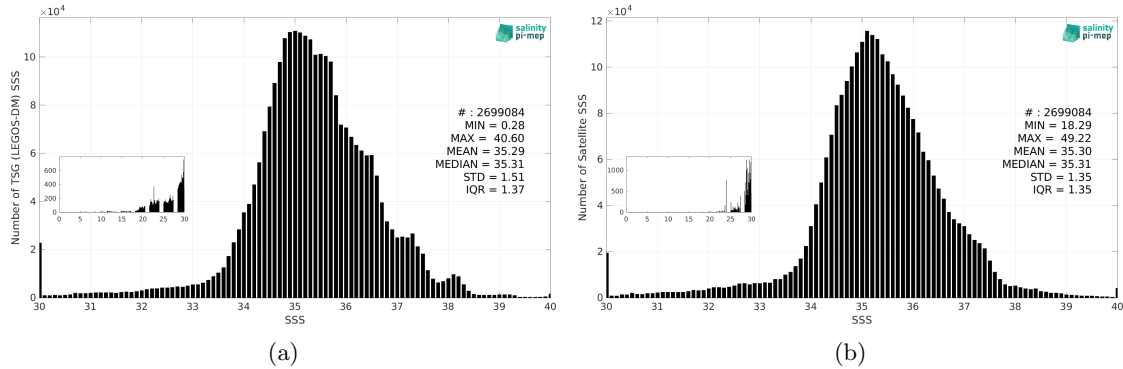 ×10⁴
salinity
pi-mep
# : 2699084
MIN = 0.28
MAX = 40.60
MEAN = 35.29
MEDIAN = 35.31
STD = 1.51
IQR = 1.37
10
8
6
4
2
0
Number of TSG (LEGOS-DM) SSS
600
400
200
0
0 5 10 15 20 25 30
30 31 32 33 34 35 36 37 38 39 40
SSS
(a)
×10⁴
salinity
pi-mep
# : 2699084
MIN = 18.29
MAX = 49.22
MEAN = 35.30
MEDIAN = 35.31
STD = 1.35
IQR = 1.35
12
10
8
6
4
2
0
Number of Satellite SSS
1000
500
0
0 5 10 15 20 25 30
30 31 32 33 34 35 36 37 38 39 40
SSS
(b)